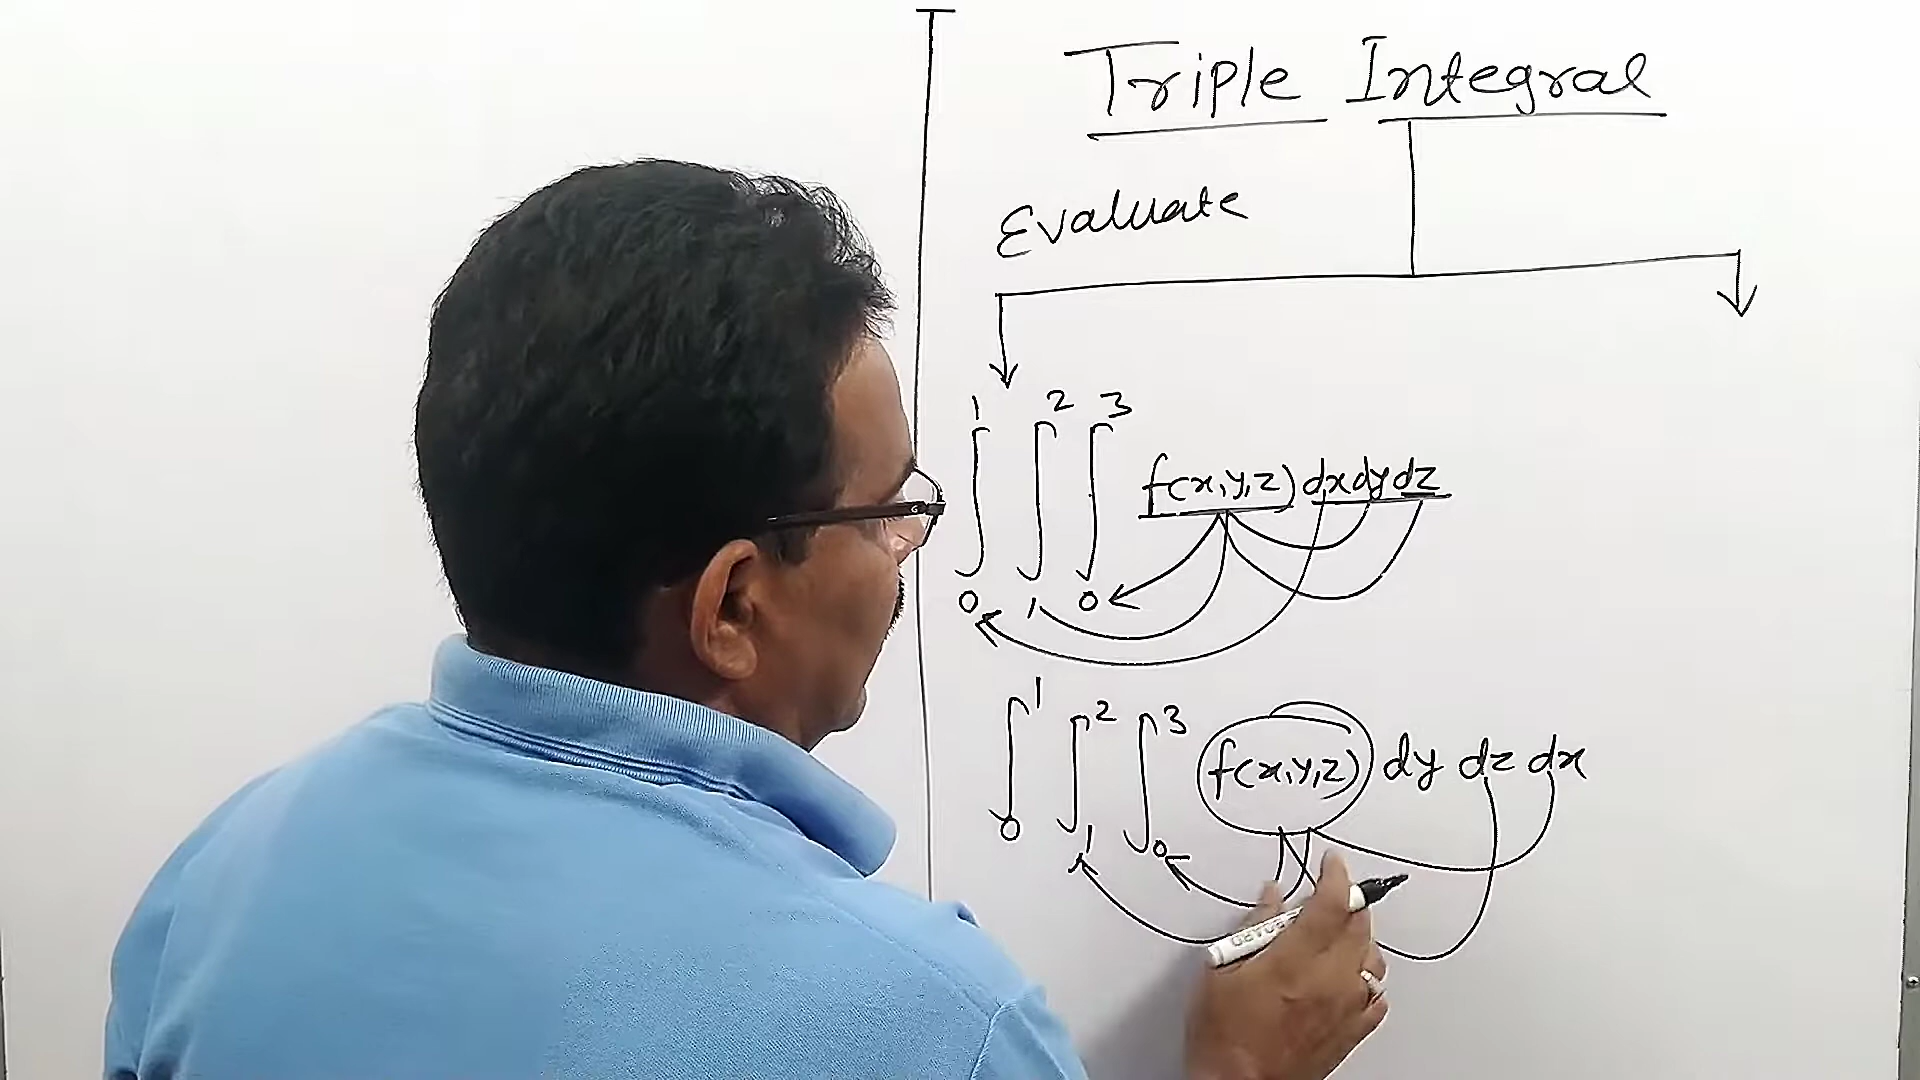 Triple Integral
Evaluate
∫₀¹ ∫₁² ∫₀³ f(x,y,z) dx dy dz
∫₀¹ ∫₁² ∫₀³ f(x,y,z) dy dz dx